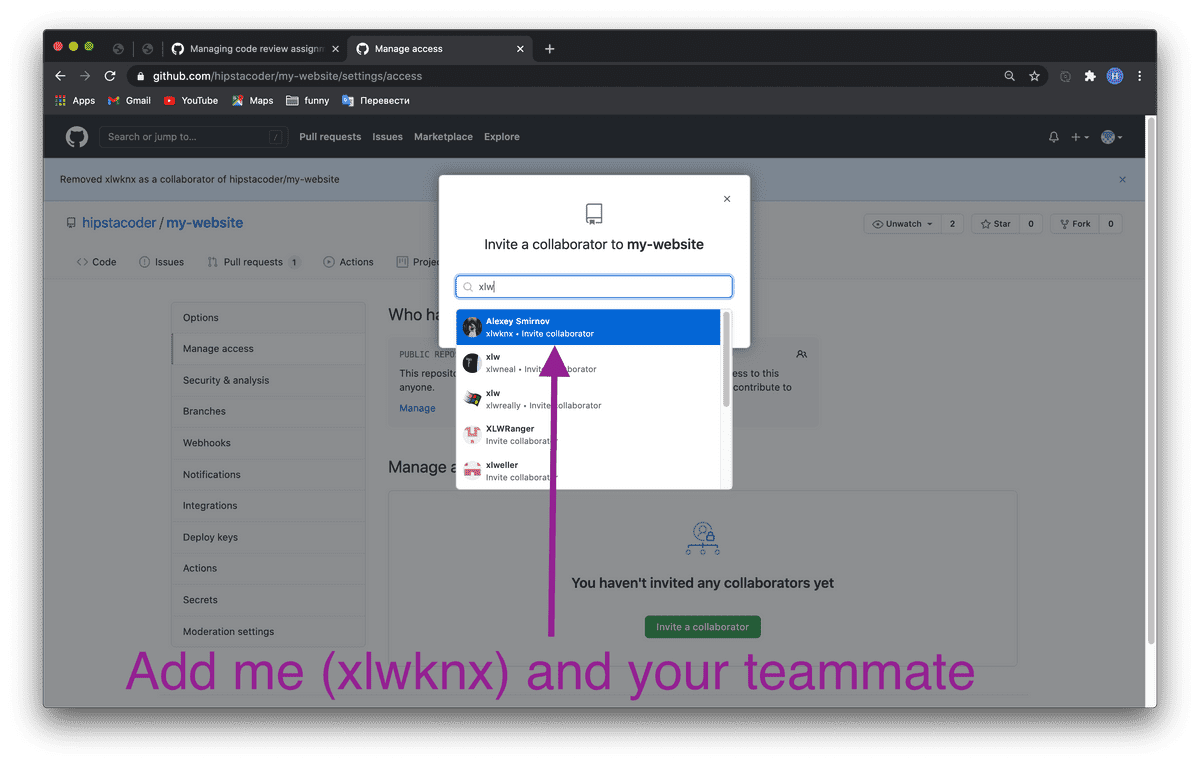 Managing code review assignm
Manage access
github.com/hipstacoder/my-website/settings/access
Apps Gmail YouTube Maps funny Перевести
Search or jump to... /
Pull requests Issues Marketplace Explore
Removed xlwknx as a collaborator of hipstacoder/my-website
hipstacoder / my-website
Unwatch 2 Star 0 Fork 0
Code Issues Pull requests 1 Actions Projec
Invite a collaborator to my-website
xlw
Alexey Smirnov
xlwknx • Invite collaborator
xlw
xlwneal • Invite collaborator
xlw
xlwreally • Invite collaborator
XLWRanger
Invite collaborator
xlweller
Invite collaborator
Options
Manage access
Security & analysis
Branches
Webhooks
Notifications
Integrations
Deploy keys
Actions
Secrets
Moderation settings
Who ha
PUBLIC REPO
This reposito
anyone.
Manage
ess to this
contribute to
Manage a
You haven't invited any collaborators yet
Invite a collaborator
Add me (xlwknx) and your teammate